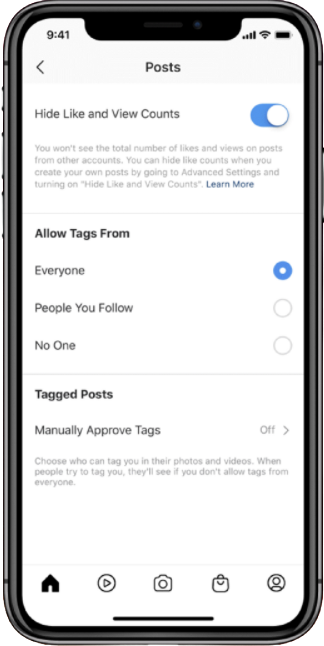 9:41
Posts
Hide Like and View Counts
You won't see the total number of likes and views on posts
from other accounts. You can hide like counts when you
create your own posts by going to Advanced Settings and
turning on "Hide Like and View Counts". Learn More
Allow Tags From
Everyone
People You Follow
No One
Tagged Posts
Manually Approve Tags Off
Choose who can tag you in their photos and videos. When
people try to tag you, they'll see if you don't allow tags from
everyone.